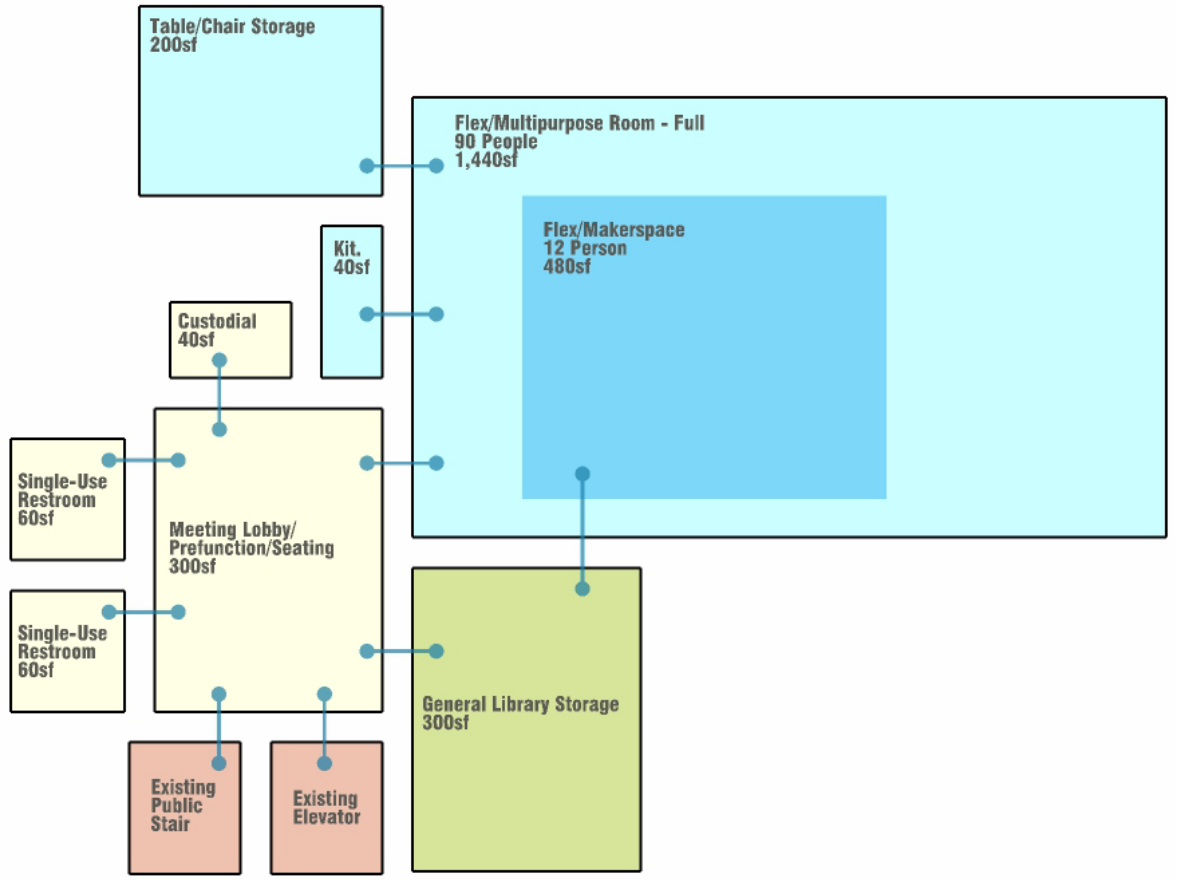 Table/Chair Storage
200sf
Flex/Multipurpose Room - Full
90 People
1,440sf
Flex/Makerspace
12 Person
480sf
Kit.
40sf
Custodial
40sf
Single-Use
Restroom
60sf
Meeting Lobby/
Prefunction/Seating
300sf
Single-Use
Restroom
60sf
General Library Storage
300sf
Existing
Public
Stair
Existing
Elevator